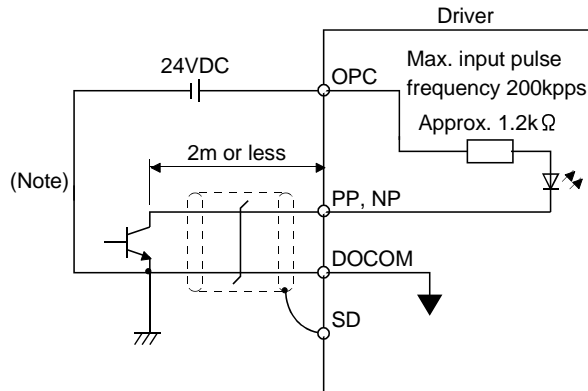 Driver
24VDC
OPC
Max. input pulse
frequency 200kpps
Approx. 1.2kΩ
2m or less
(Note)
PP, NP
DOCOM
SD